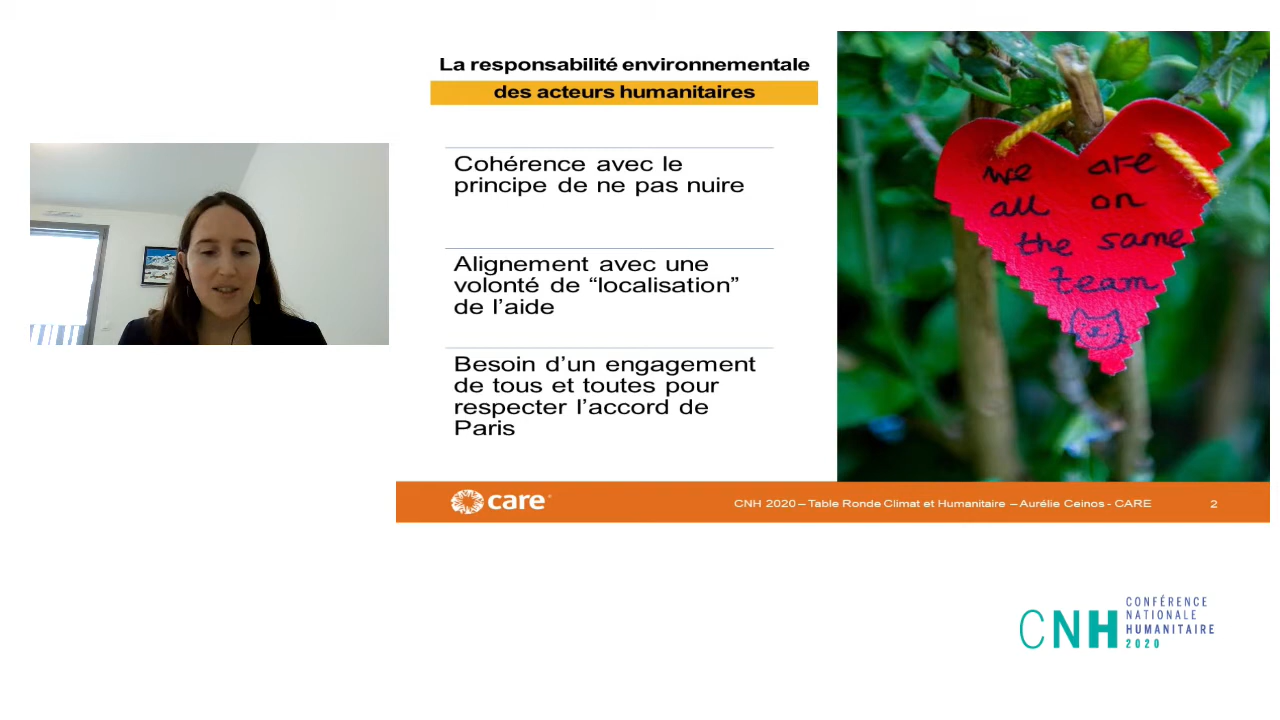 La responsabilité environnementale
des acteurs humanitaires
Cohérence avec le
principe de ne pas nuire
Alignement avec une
volonté de “localisation”
de l’aide
Besoin d’un engagement
de tous et toutes pour
respecter l’accord de
Paris
we are
all on
the same
team
care®
CNH 2020 – Table Ronde Climat et Humanitaire – Aurélie Ceinos - CARE
2
CNH
CONFÉRENCE
NATIONALE
HUMANITAIRE
2020